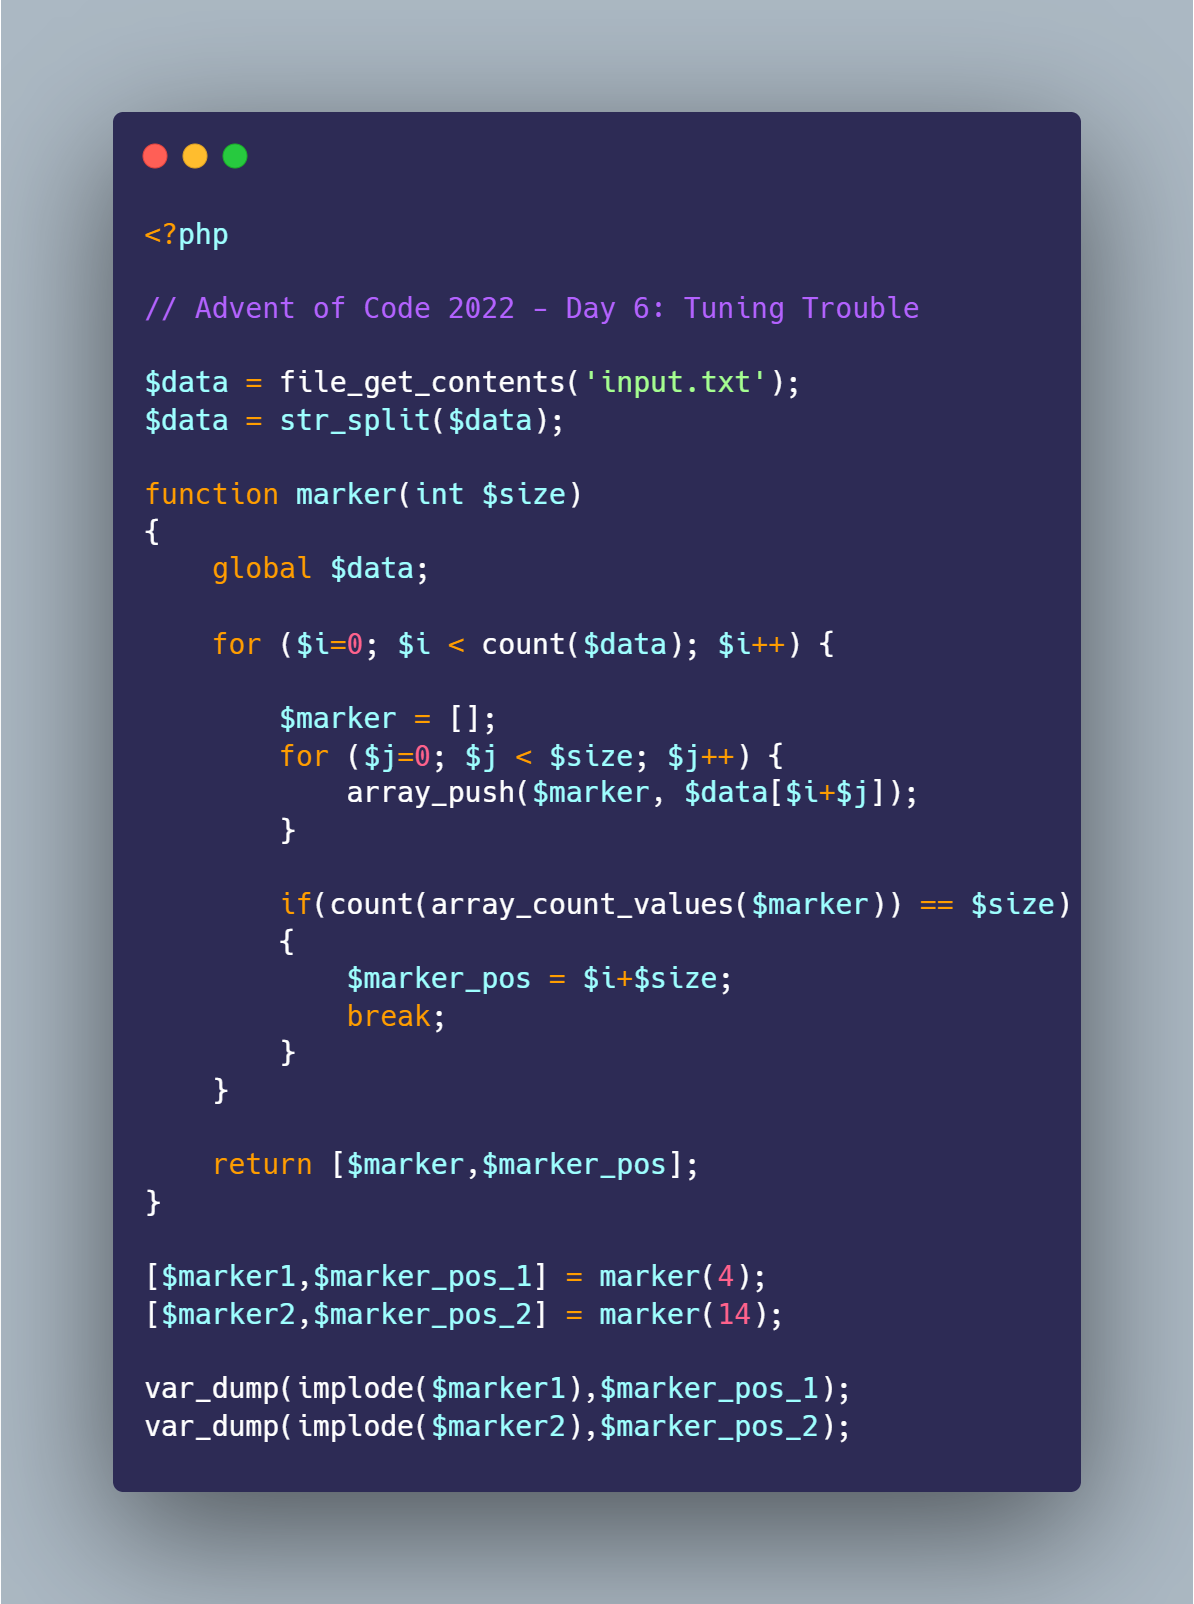 <?php
// Advent of Code 2022 - Day 6: Tuning Trouble
$data = file_get_contents('input.txt');
$data = str_split($data);
function marker(int $size)
{
    global $data;
    for ($i=0; $i < count($data); $i++) {
        $marker = [];
        for ($j=0; $j < $size; $j++) {
            array_push($marker, $data[$i+$j]);
        }
        if(count(array_count_values($marker)) == $size)
        {
            $marker_pos = $i+$size;
            break;
        }
    }
    return [$marker,$marker_pos];
}
[$marker1,$marker_pos_1] = marker(4);
[$marker2,$marker_pos_2] = marker(14);
var_dump(implode($marker1),$marker_pos_1);
var_dump(implode($marker2),$marker_pos_2);